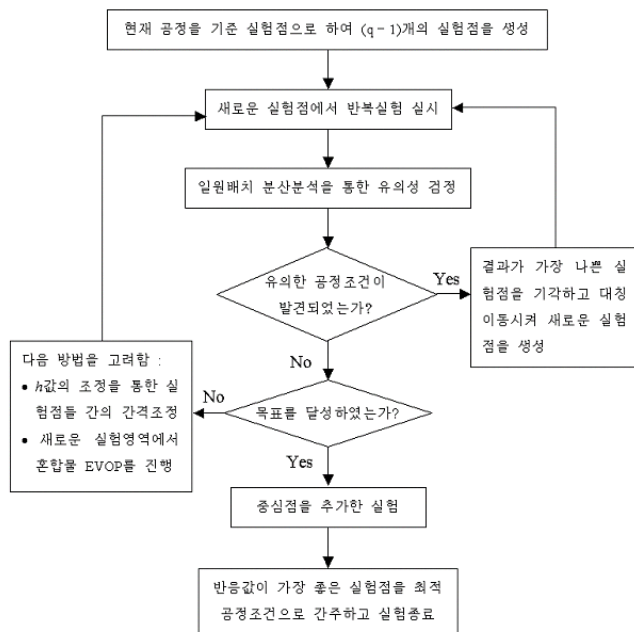 현재 공정을 기준 실험점으로 하여 (q - 1)개의 실험점을 생성
새로운 실험점에서 반복실험 실시
일원배치 분산분석을 통한 유의성 검정
유의한 공정조건이
발견되었는가?
Yes
결과가 가장 나쁜 실
험점을 기각하고 대칭
이동시켜 새로운 실험
점을 생성
No
다음 방법을 고려함 :
• h값의 조정을 통한 실
험점들 간의 간격조정
• 새로운 실험영역에서
혼합물 EVOP를 진행
No
목표를 달성하였는가?
Yes
중심점을 추가한 실험
반응값이 가장 좋은 실험점을 최적
공정조건으로 간주하고 실험종료